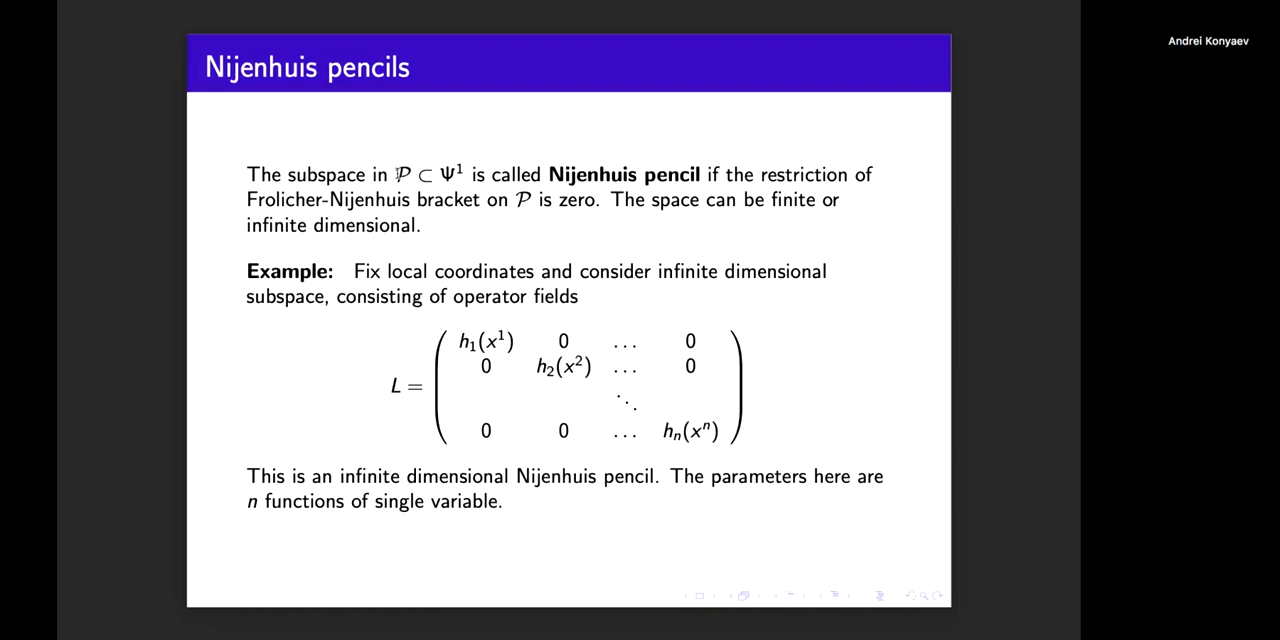 Andrei Konyaev
Nijenhuis pencils
The subspace in 𝒫 ⊂ Ψ¹ is called Nijenhuis pencil if the restriction of
Frolicher-Nijenhuis bracket on 𝒫 is zero. The space can be finite or
infinite dimensional.
Example: Fix local coordinates and consider infinite dimensional
subspace, consisting of operator fields
h₁(x¹) 0 … 0
0 h₂(x²) … 0
L =
⋱
0 0 … hₙ(xⁿ)
This is an infinite dimensional Nijenhuis pencil. The parameters here are
n functions of single variable.